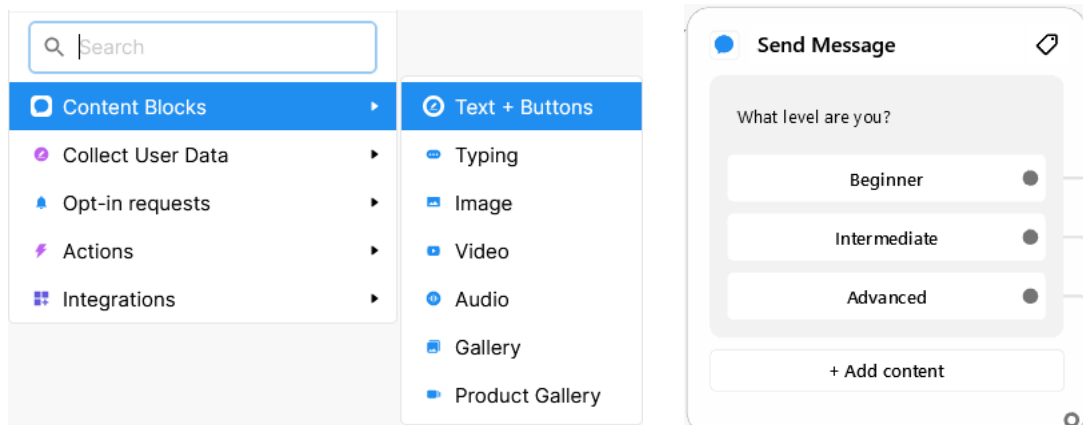 Search
Content Blocks
Collect User Data
Opt-in requests
Actions
Integrations
Text + Buttons
Typing
Image
Video
Audio
Gallery
Product Gallery
Send Message
What level are you?
Beginner
Intermediate
Advanced
+ Add content